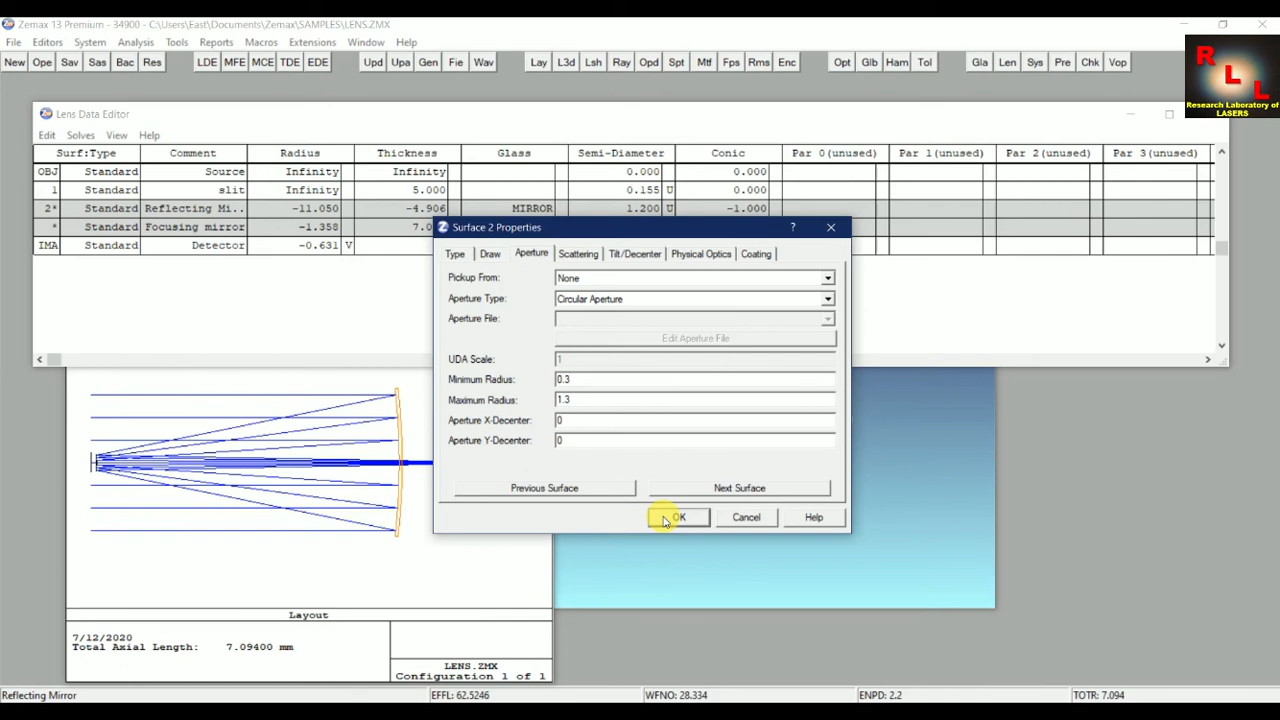 Zemax 13 Premium - 34900 - C:\Users\East\Documents\Zemax\SAMPLES\LENS.ZMX
File Editors System Analysis Tools Reports Macros Extensions Window Help
New Ope Sav Sas Bac Res LDE MFE MCE TDE EDE Upd Upa Gen Fie Wav Lay L3d Lsh Ray Opd Spt Mtf Fps Rms Enc Opt Glb Ham Tol Gla Len Sys Pre Chk Vop
R L L
Research Laboratory of
LASERS
Lens Data Editor
Edit Solves View Help
Surf:Type Comment Radius Thickness Glass Semi-Diameter Conic Par 0(unused) Par 1(unused) Par 2(unused) Par 3(unused)
OBJ Standard Source Infinity Infinity 0.000 0.000
1 Standard slit Infinity 5.000 0.155 U 0.000
2* Standard Reflecting Mi.. -11.050 -4.906 MIRROR 1.200 U -1.000
* Standard Focusing mirror -1.358 7.0
IMA Standard Detector -0.631 V
Surface 2 Properties ?
Type Draw Aperture Scattering Tilt/Decenter Physical Optics Coating
Pickup From: None
Aperture Type: Circular Aperture
Aperture File:
Edit Aperture File
UDA Scale: 1
Minimum Radius: 0.3
Maximum Radius: 1.3
Aperture X-Decenter: 0
Aperture Y-Decenter: 0
Previous Surface Next Surface
OK Cancel Help
Layout
7/12/2020
Total Axial Length: 7.09400 mm
LENS.ZMX
Configuration 1 of 1
Reflecting Mirror EFFL: 62.5246 WFNO: 28.334 ENPD: 2.2 TOTR: 7.094